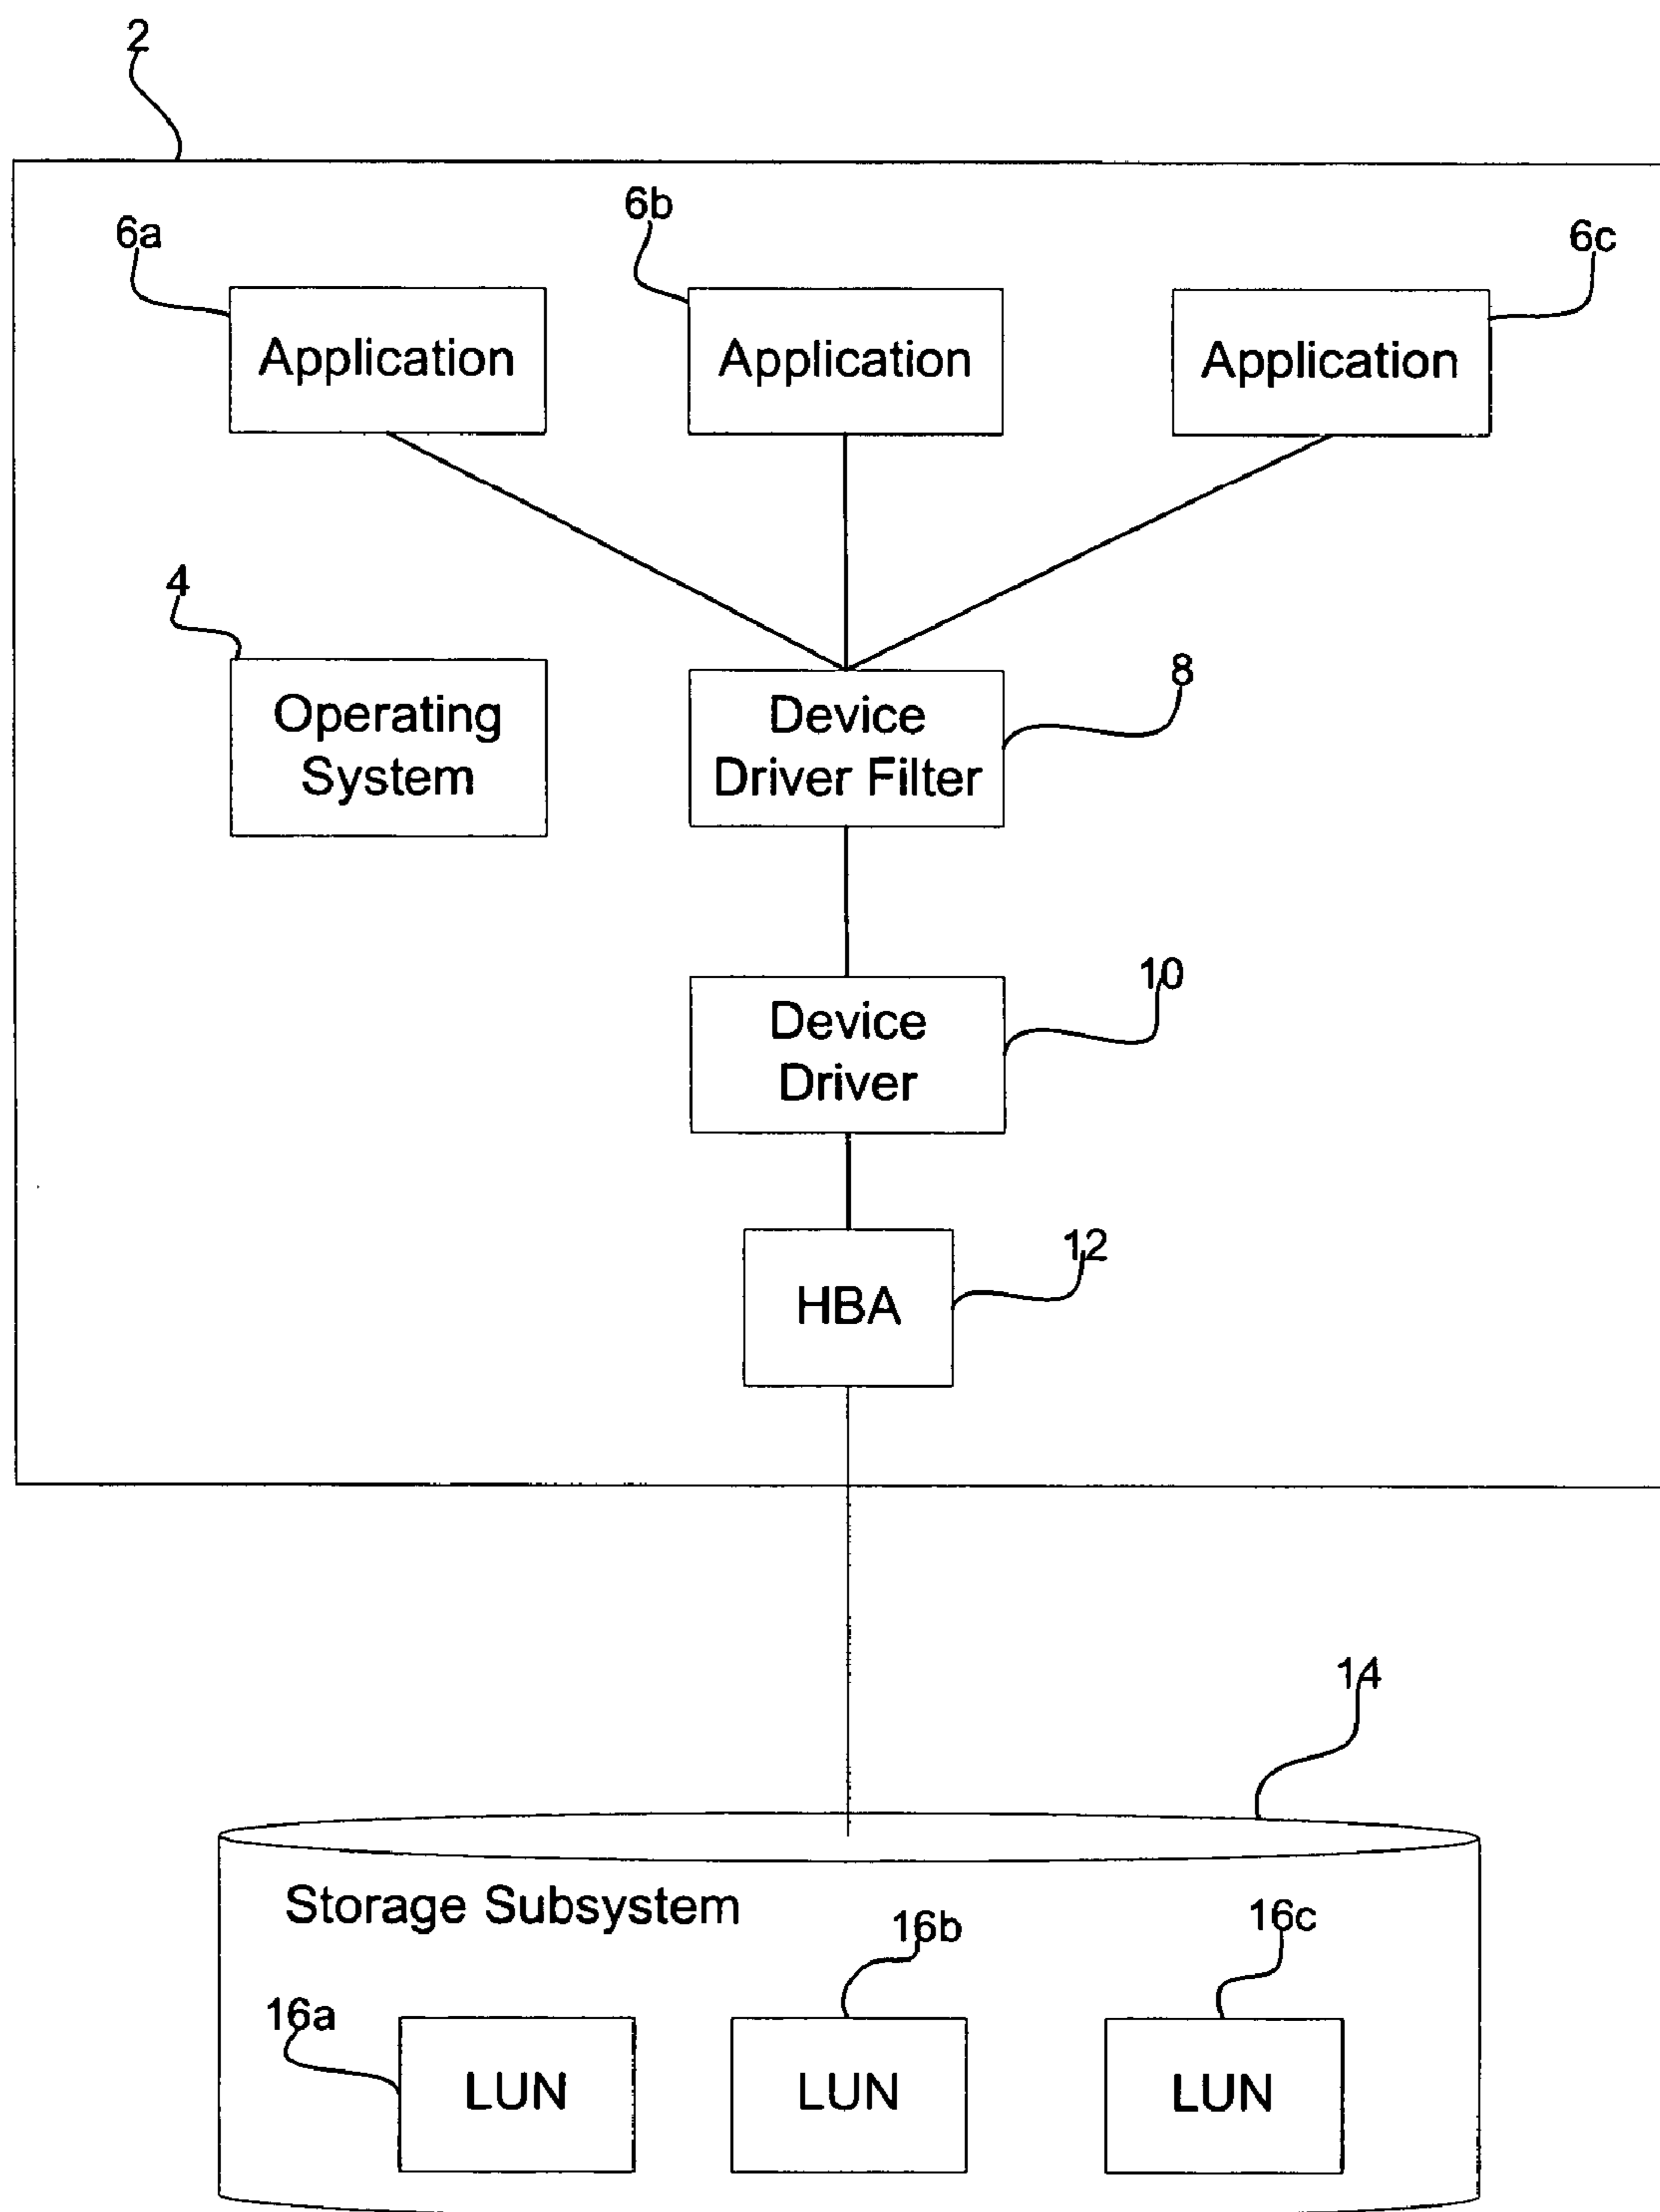 2
6a
6b
6c
Application
Application
Application
4
Operating
System
8
Device
Driver Filter
10
Device
Driver
12
HBA
14
Storage Subsystem
16a
16b
16c
LUN
LUN
LUN